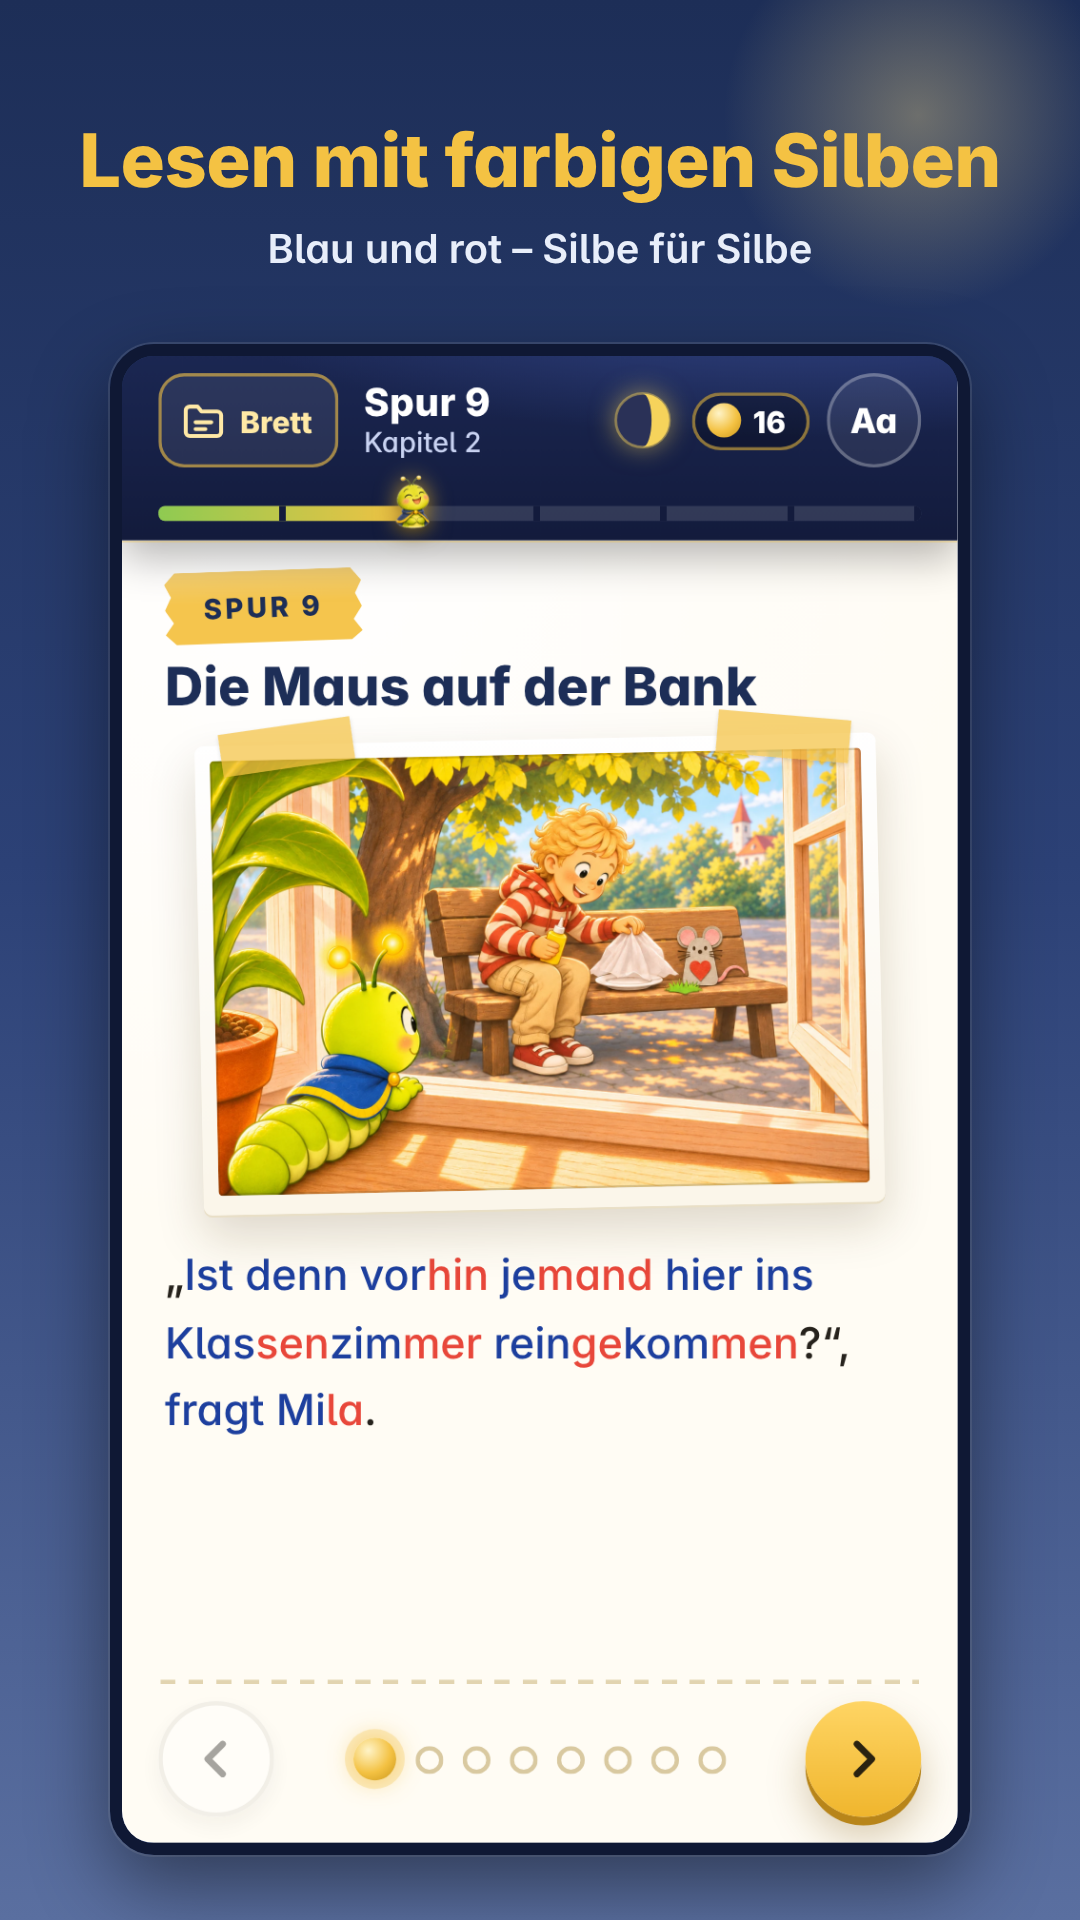 Lesen mit farbigen Silben
Blau und rot – Silbe für Silbe
Brett
Spur 9
Kapitel 2
16
Aa
SPUR 9
Die Maus auf der Bank
„Ist denn vorhin jemand hier ins
Klassenzimmer reingekommen?“,
fragt Mila.